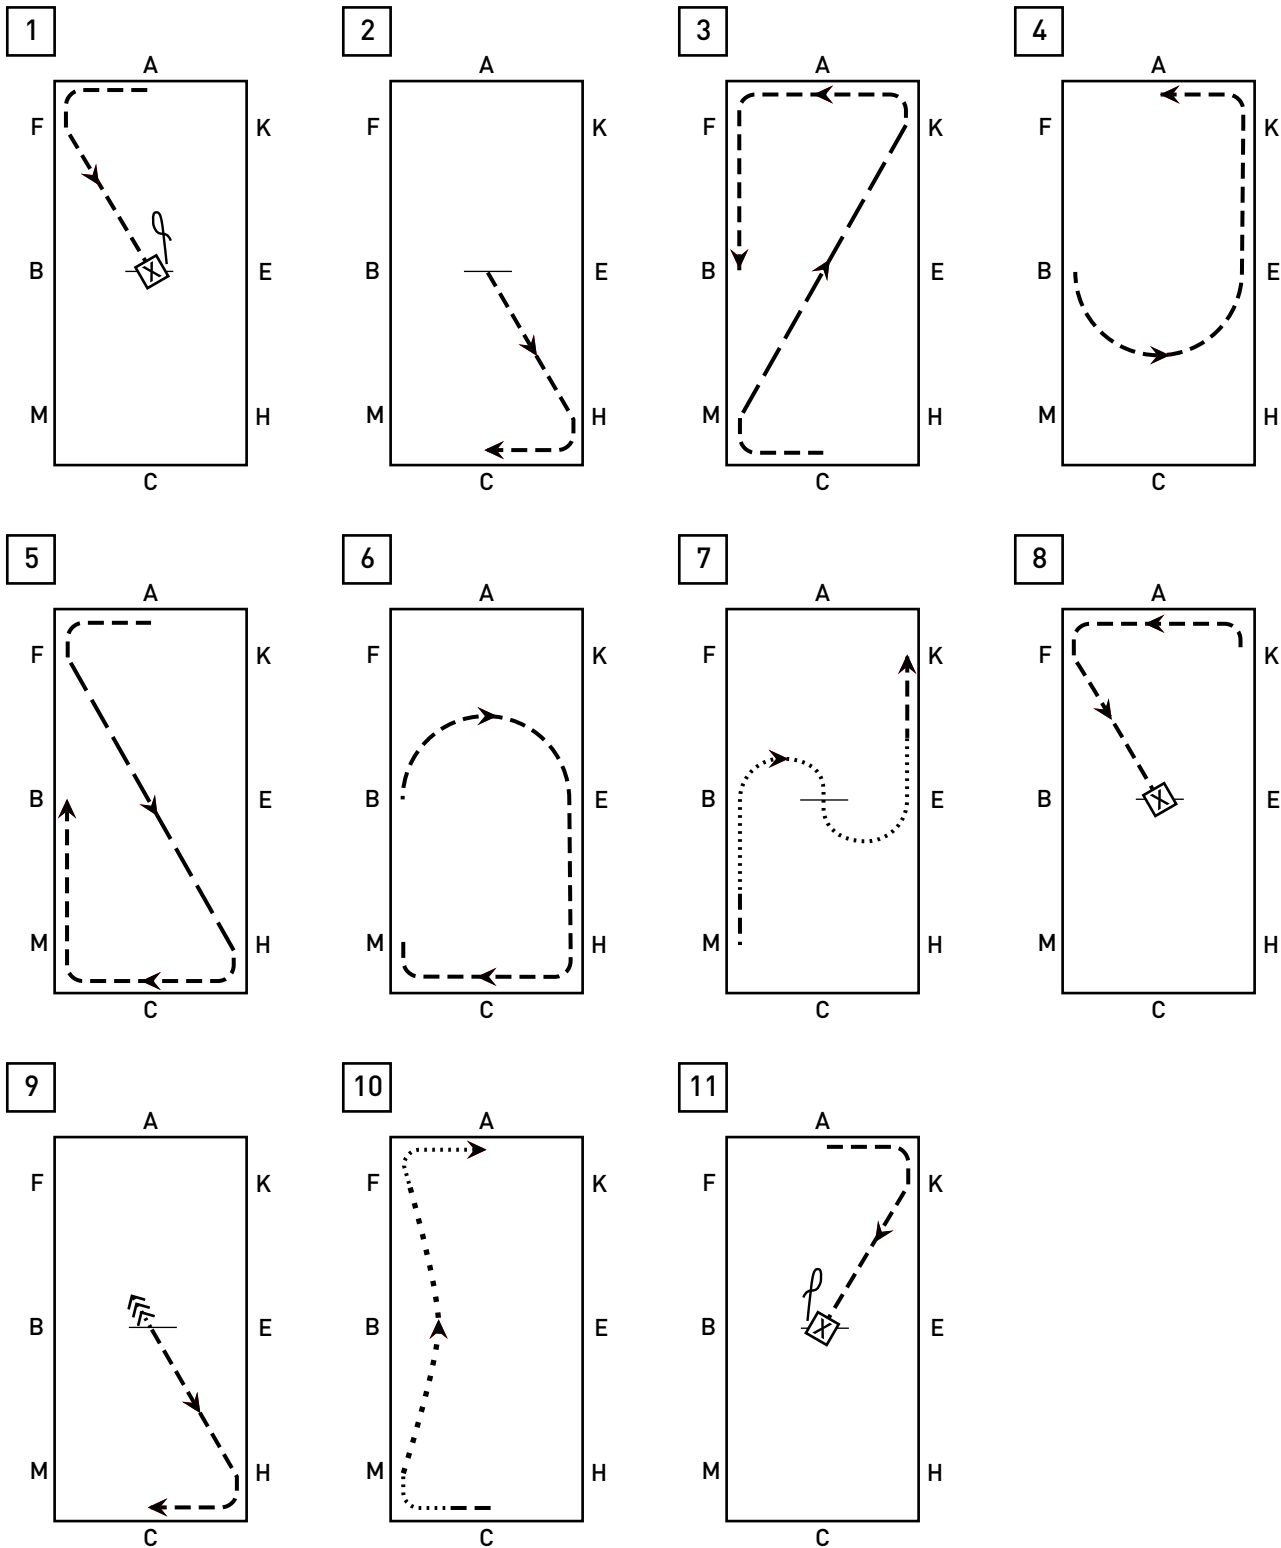 1 2 3 4
A A A A
F K F K F K F K
B X E B E B E B E
M H M H M H M H
C C C C
5 6 7 8
A A A A
F K F K F K F K
B E B E B E B X E
M H M H M H M H
C C C C
9 10 11
A A A
F K F K F K
B E B E B X E
M H M H M H
C C C